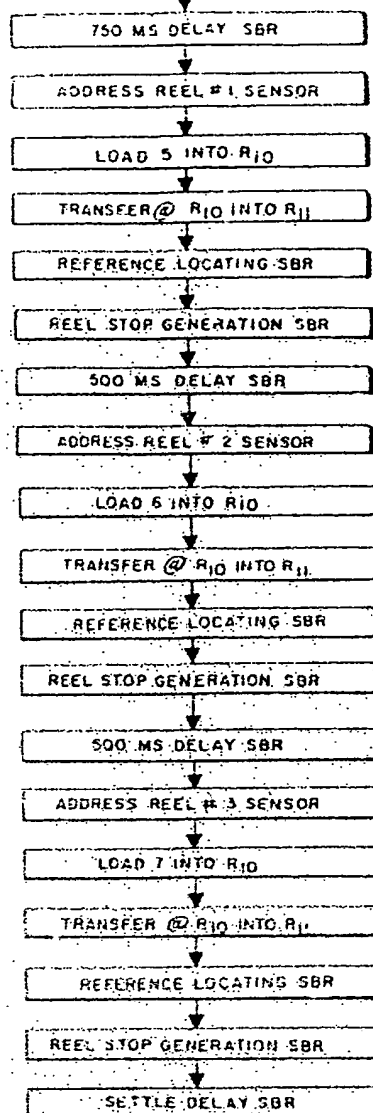 750 MS DELAY SBR
ADDRESS REEL # 1 SENSOR
LOAD 5 INTO R10
TRANSFER @ R10 INTO R11
REFERENCE LOCATING SBR
REEL STOP GENERATION SBR
500 MS DELAY SBR
ADDRESS REEL # 2 SENSOR
LOAD 6 INTO R10
TRANSFER @ R10 INTO R11
REFERENCE LOCATING SBR
REEL STOP GENERATION SBR
500 MS DELAY SBR
ADDRESS REEL # 3 SENSOR
LOAD 7 INTO R10
TRANSFER @ R10 INTO R11
REFERENCE LOCATING SBR
REEL STOP GENERATION SBR
SETTLE DELAY SBR